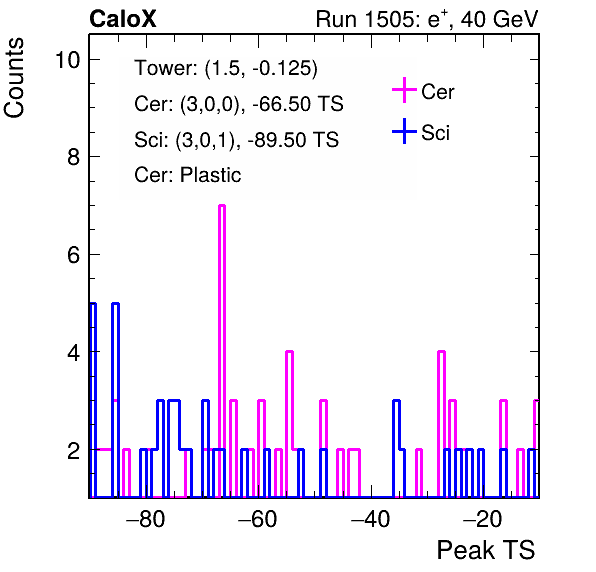 CaloX Run 1505: e+, 40 GeV
Counts
Tower: (1.5, -0.125)
Cer: (3,0,0), -66.50 TS
Sci: (3,0,1), -89.50 TS
Cer: Plastic
Cer
Sci
10
8
6
4
2
−80 −60 −40 −20
Peak TS